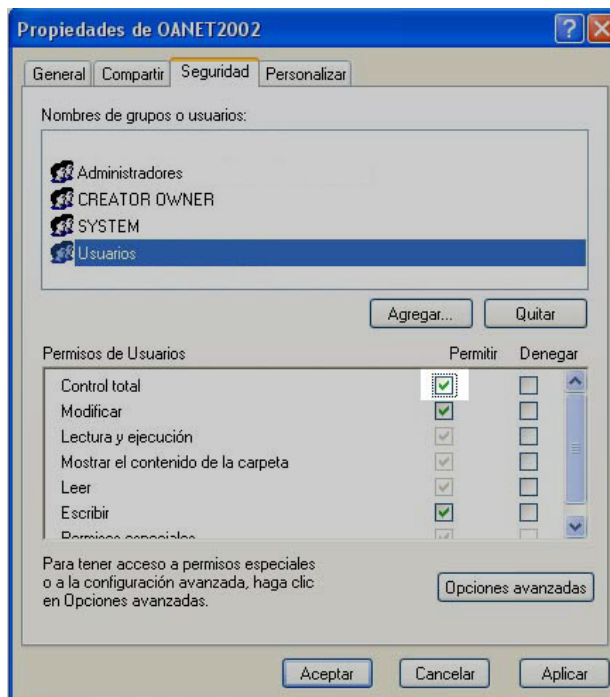 Propiedades de OANET2002
General Compartir Seguridad Personalizar
Nombres de grupos o usuarios:
Administradores
CREATOR OWNER
SYSTEM
Usuarios
Agregar... Quitar
Permisos de Usuarios Permitir Denegar
Control total
Modificar
Lectura y ejecución
Mostrar el contenido de la carpeta
Leer
Escribir
Permisos especiales
Para tener acceso a permisos especiales
o a la configuración avanzada, haga clic
en Opciones avanzadas.
Opciones avanzadas
Aceptar Cancelar Aplicar